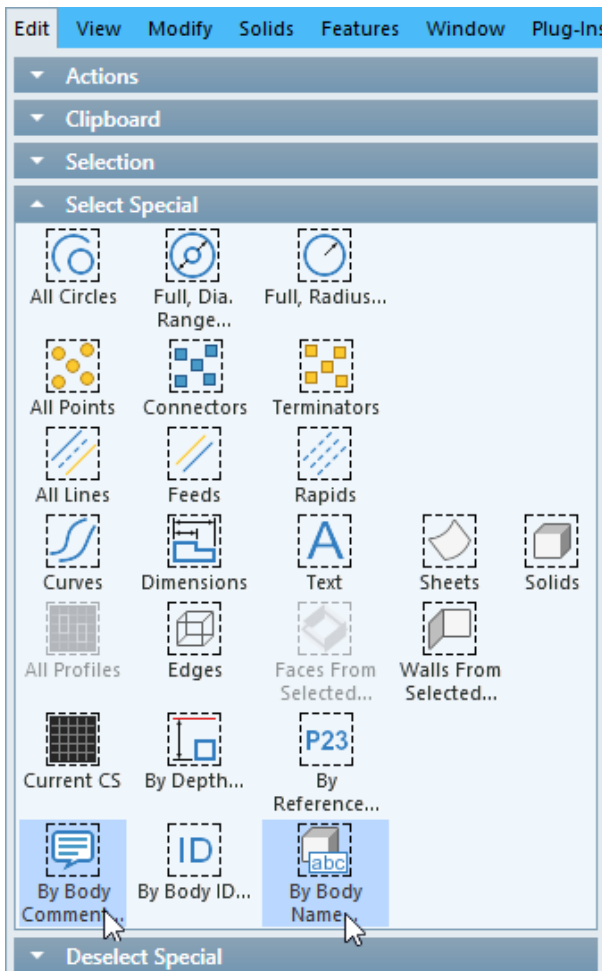 Edit View Modify Solids Features Window Plug-Ins
Actions
Clipboard
Selection
Select Special
All Circles Full, Dia. Full, Radius...
Range...
All Points Connectors Terminators
All Lines Feeds Rapids
A
Curves Dimensions Text Sheets Solids
All Profiles Edges Faces From Walls From
Selected... Selected...
P23
Current CS By Depth... By
Reference...
ID abc
By Body By Body ID... By Body
Comment... Name...
Deselect Special